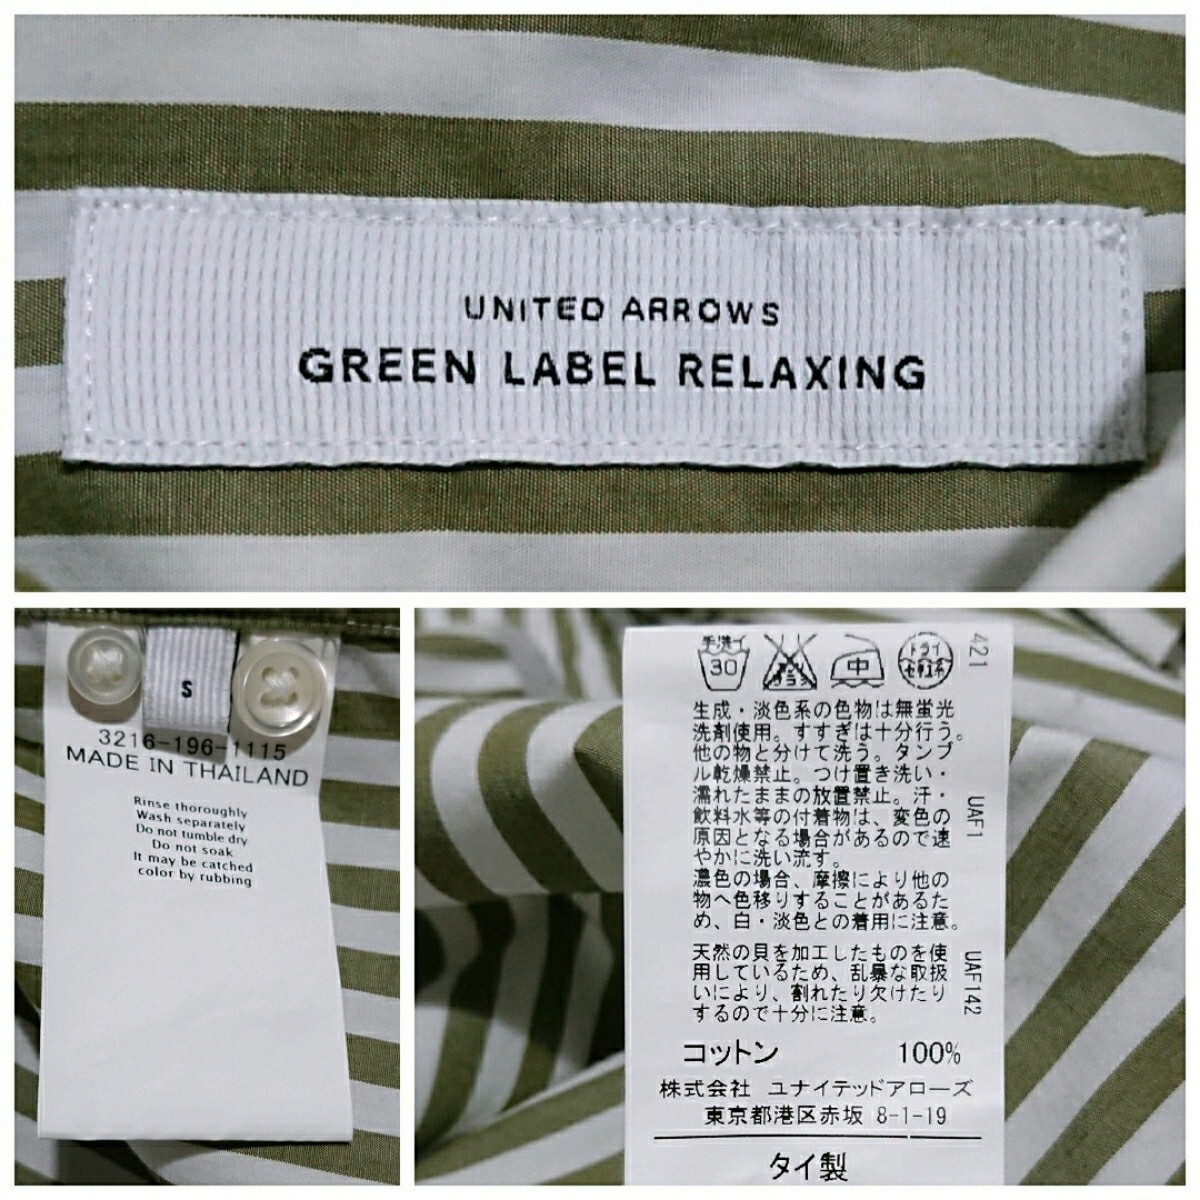 UNITED ARROWS
GREEN LABEL RELAXING
S
3216-196-1115
MADE IN THAILAND
Rinse thoroughly
Wash separately
Do not tumble dry
Do not soak
It may be catched
color by rubbing
手洗イ
30
エンソサラシ
中
ドライ
セキユ系
421
生成・淡色系の色物は無蛍光
洗剤使用。すすぎは十分行う。
他の物と分けて洗う。タンブ
ル乾燥禁止。つけ置き洗い・
濡れたままの放置禁止。汗・
飲料水等の付着物は、変色の
原因となる場合があるので速
やかに洗い流す。
濃色の場合、摩擦により他の
物へ色移りすることがあるた
め、白・淡色との着用に注意。
UAF1
天然の貝を加工したものを使
用しているため、乱暴な取扱
いにより、割れたり欠けたり
するので十分に注意。
UAF142
コットン 100%
株式会社 ユナイテッドアローズ
東京都港区赤坂 8-1-19
タイ製